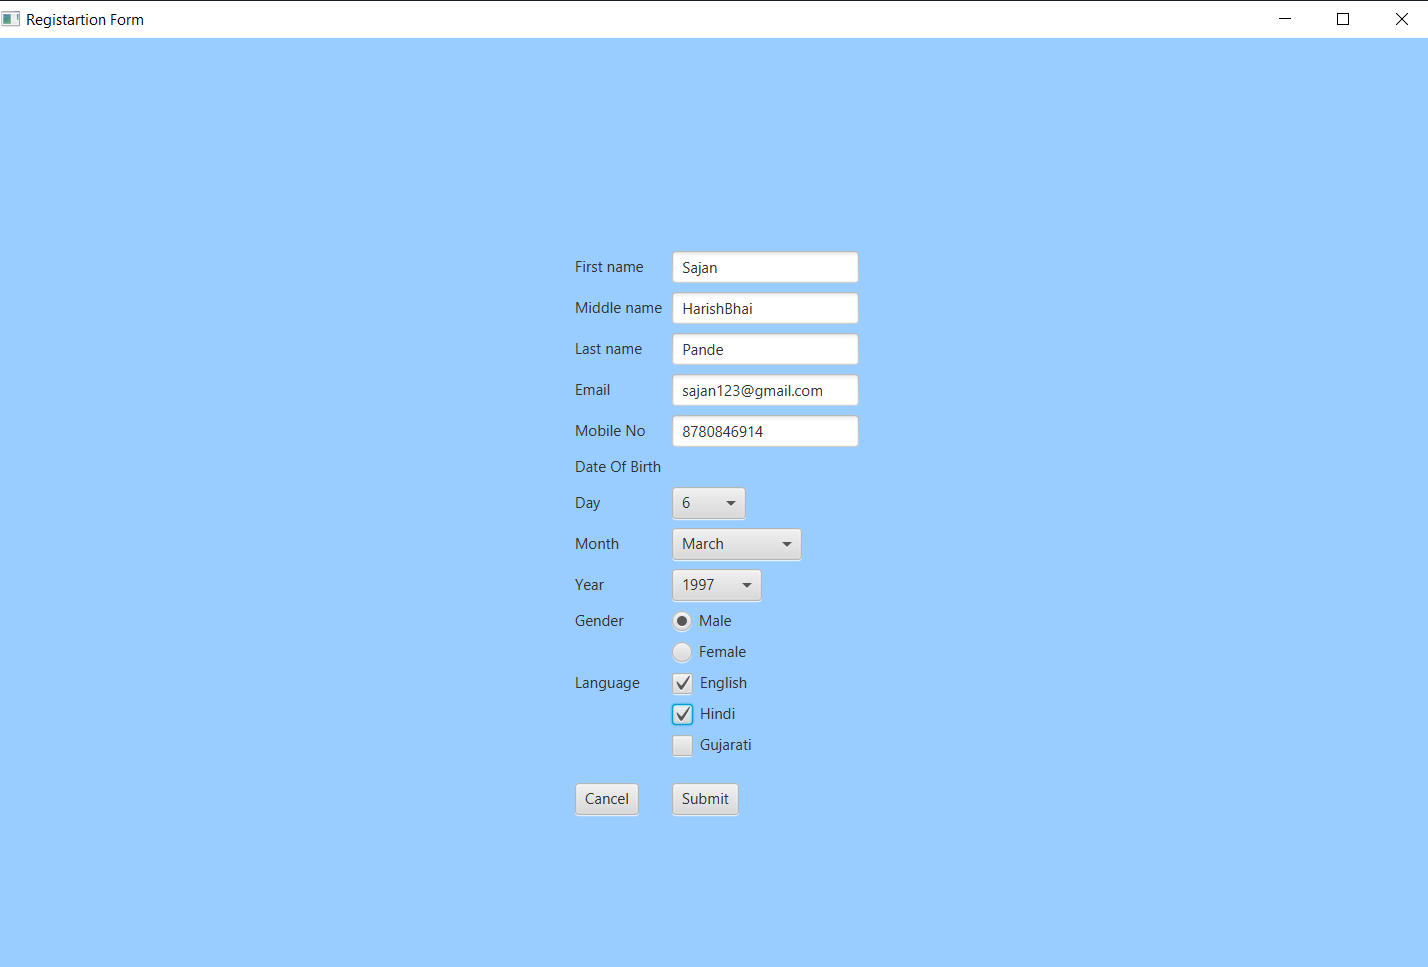 Registartion Form
First name Sajan
Middle name HarishBhai
Last name Pande
Email sajan123@gmail.com
Mobile No 8780846914
Date Of Birth
Day 6
Month March
Year 1997
Gender Male
Female
Language English
Hindi
Gujarati
Cancel Submit